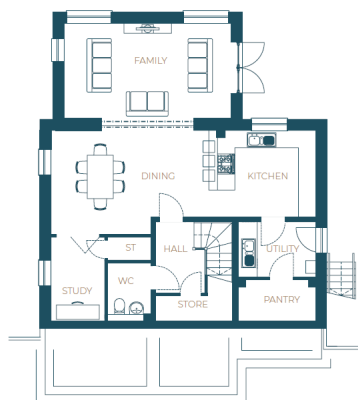 FAMILY
DINING
KITCHEN
ST
HALL
UTILITY
WC
STUDY
STORE
PANTRY